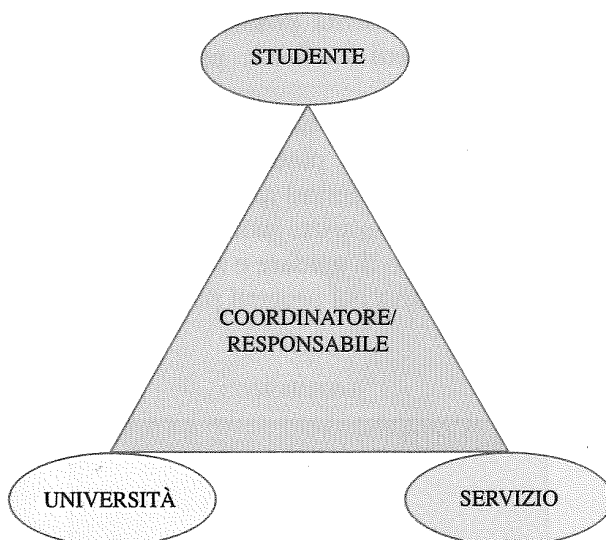 STUDENTE
COORDINATORE/
RESPONSABILE
UNIVERSITÀ
SERVIZIO